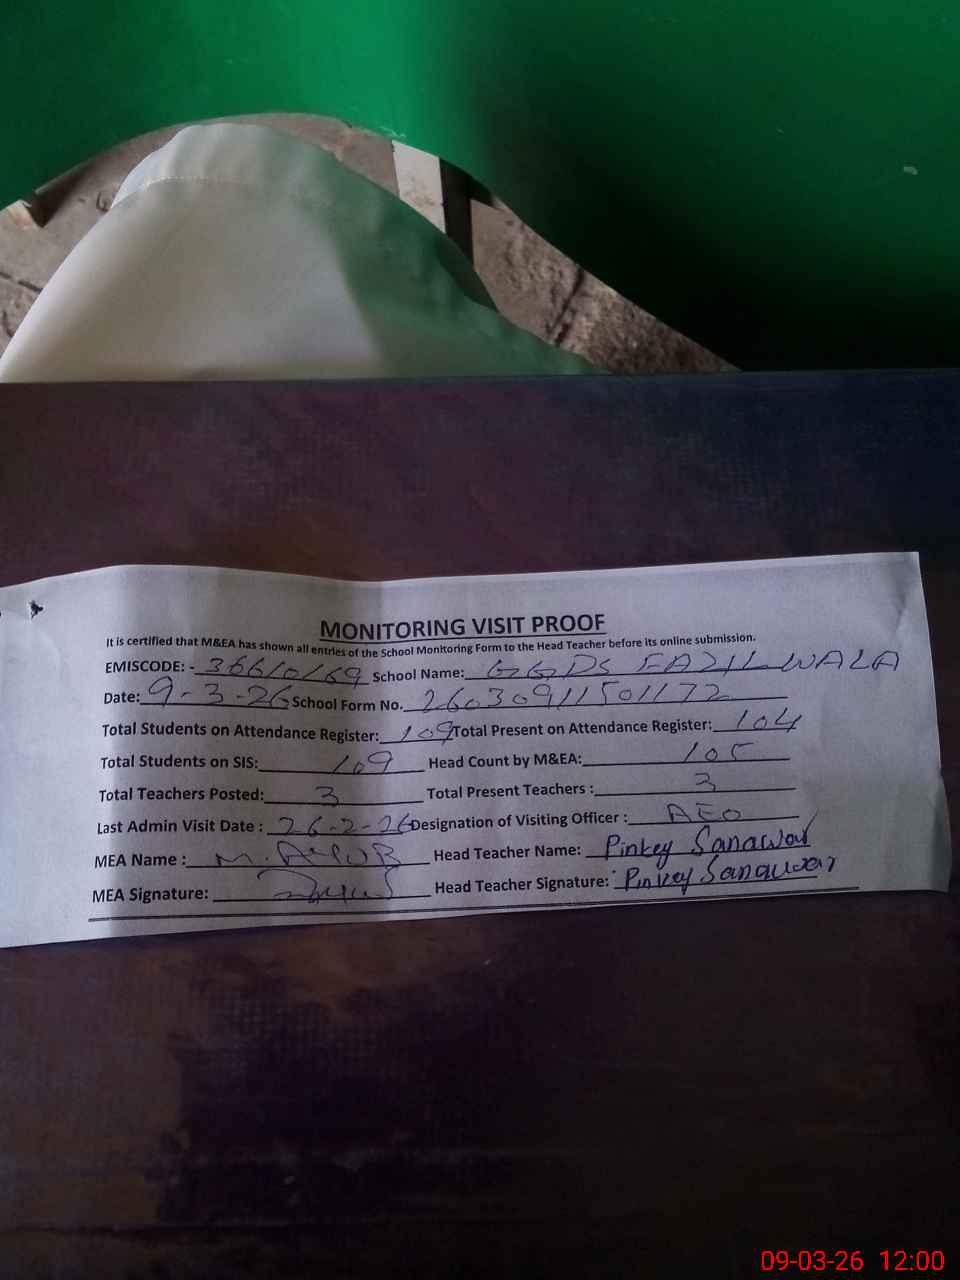 MONITORING VISIT PROOF
It is certified that M&EA has shown all entries of the School Monitoring Form to the Head Teacher before its online submission.
EMISCODE: - 36610169 School Name: GGPS FAZIL WALA
Date: 9-3-26 School Form No. 26030911501172
Total Students on Attendance Register: 109 Total Present on Attendance Register: 104
Total Students on SIS: 109 Head Count by M&EA: 105
Total Teachers Posted: 3 Total Present Teachers : 3
Last Admin Visit Date : 26-2-26 Designation of Visiting Officer : AEO
MEA Name : M. AYUB Head Teacher Name: Pinkey Sanawar
MEA Signature: Head Teacher Signature: Pinkey Sanawar
09-03-26 12:00